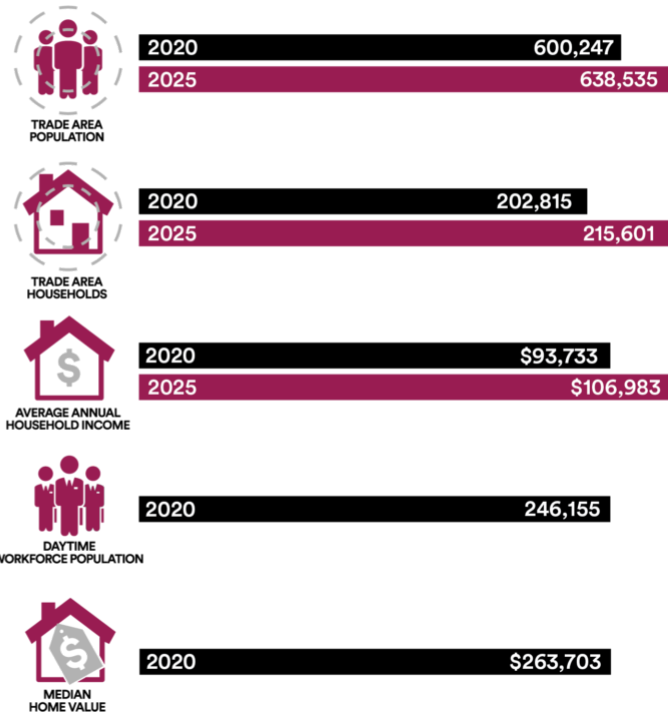 2020 600,247
2025 638,535
TRADE AREA
POPULATION
2020 202,815
2025 215,601
TRADE AREA
HOUSEHOLDS
$
2020 $93,733
2025 $106,983
AVERAGE ANNUAL
HOUSEHOLD INCOME
2020 246,155
DAYTIME
WORKFORCE POPULATION
$
2020 $263,703
MEDIAN
HOME VALUE